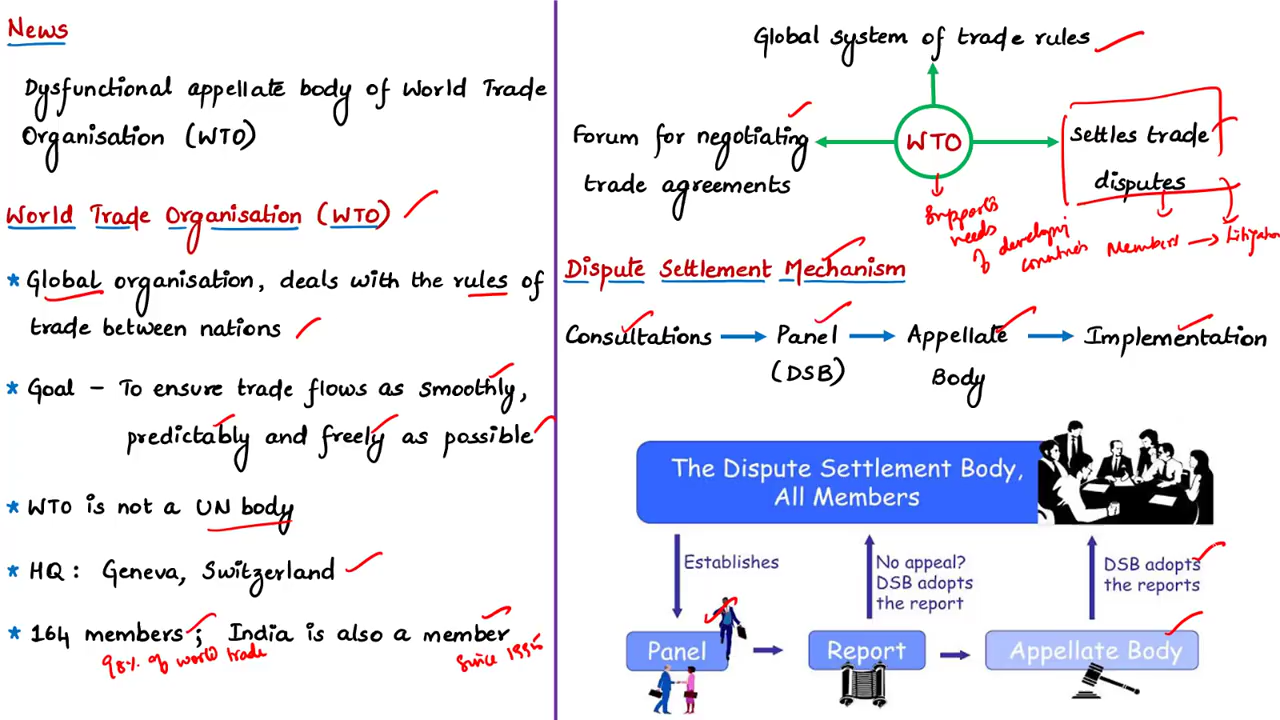 News
Dysfunctional appellate body of World Trade
Organisation (WTO)
World Trade Organisation (WTO)
* Global organisation, deals with the rules of
trade between nations
* Goal – To ensure trade flows as smoothly,
predictably and freely as possible
* WTO is not a UN body
* HQ: Geneva, Switzerland
* 164 members; India is also a member
98% of world trade
since 1995
Global system of trade rules
Forum for negotiating
trade agreements
WTO
Settles trade
disputes
Supports
needs
of developing
countries
Members → Litigation
Dispute Settlement Mechanism
Consultations → Panel → Appellate → Implementation
(DSB) Body
The Dispute Settlement Body,
All Members
Establishes
No appeal?
DSB adopts
the report
DSB adopts
the reports
Panel
Report
Appellate Body